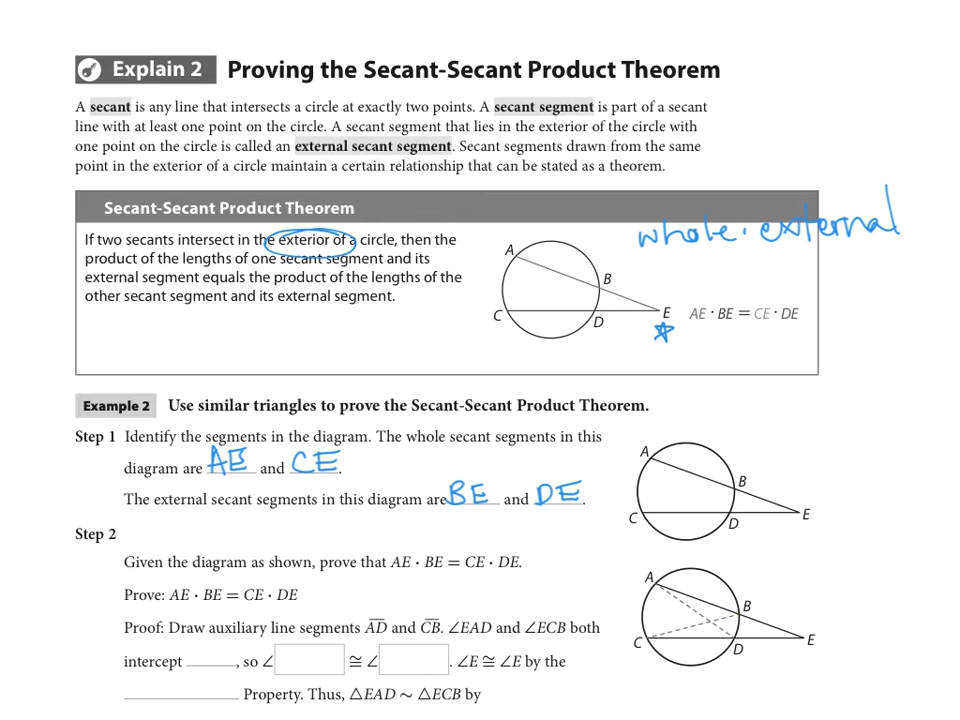 Explain 2 Proving the Secant-Secant Product Theorem
A secant is any line that intersects a circle at exactly two points. A secant segment is part of a secant
line with at least one point on the circle. A secant segment that lies in the exterior of the circle with
one point on the circle is called an external secant segment. Secant segments drawn from the same
point in the exterior of a circle maintain a certain relationship that can be stated as a theorem.
Secant-Secant Product Theorem
whole · external
If two secants intersect in the exterior of a circle, then the
product of the lengths of one secant segment and its
external segment equals the product of the lengths of the
other secant segment and its external segment.
A
B
C
D
E
AE · BE = CE · DE
Example 2 Use similar triangles to prove the Secant-Secant Product Theorem.
Step 1 Identify the segments in the diagram. The whole secant segments in this
diagram are AE and CE.
The external secant segments in this diagram are BE and DE.
A
B
C
D
E
Step 2
Given the diagram as shown, prove that AE · BE = CE · DE.
Prove: AE · BE = CE · DE
Proof: Draw auxiliary line segments A̅D̅ and C̅B̅. ∠EAD and ∠ECB both
intercept ______, so ∠ ≅ ∠ . ∠E ≅ ∠E by the
______________ Property. Thus, △EAD ~ △ECB by
A
B
C
D
E